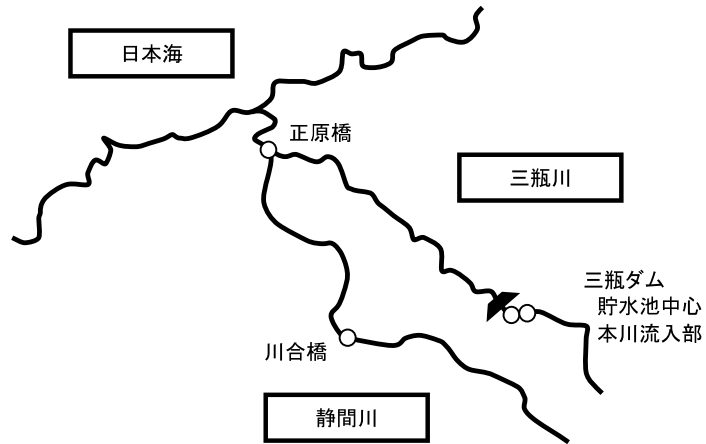 日本海
正原橋
三瓶川
三瓶ダム
貯水池中心
本川流入部
川合橋
静間川